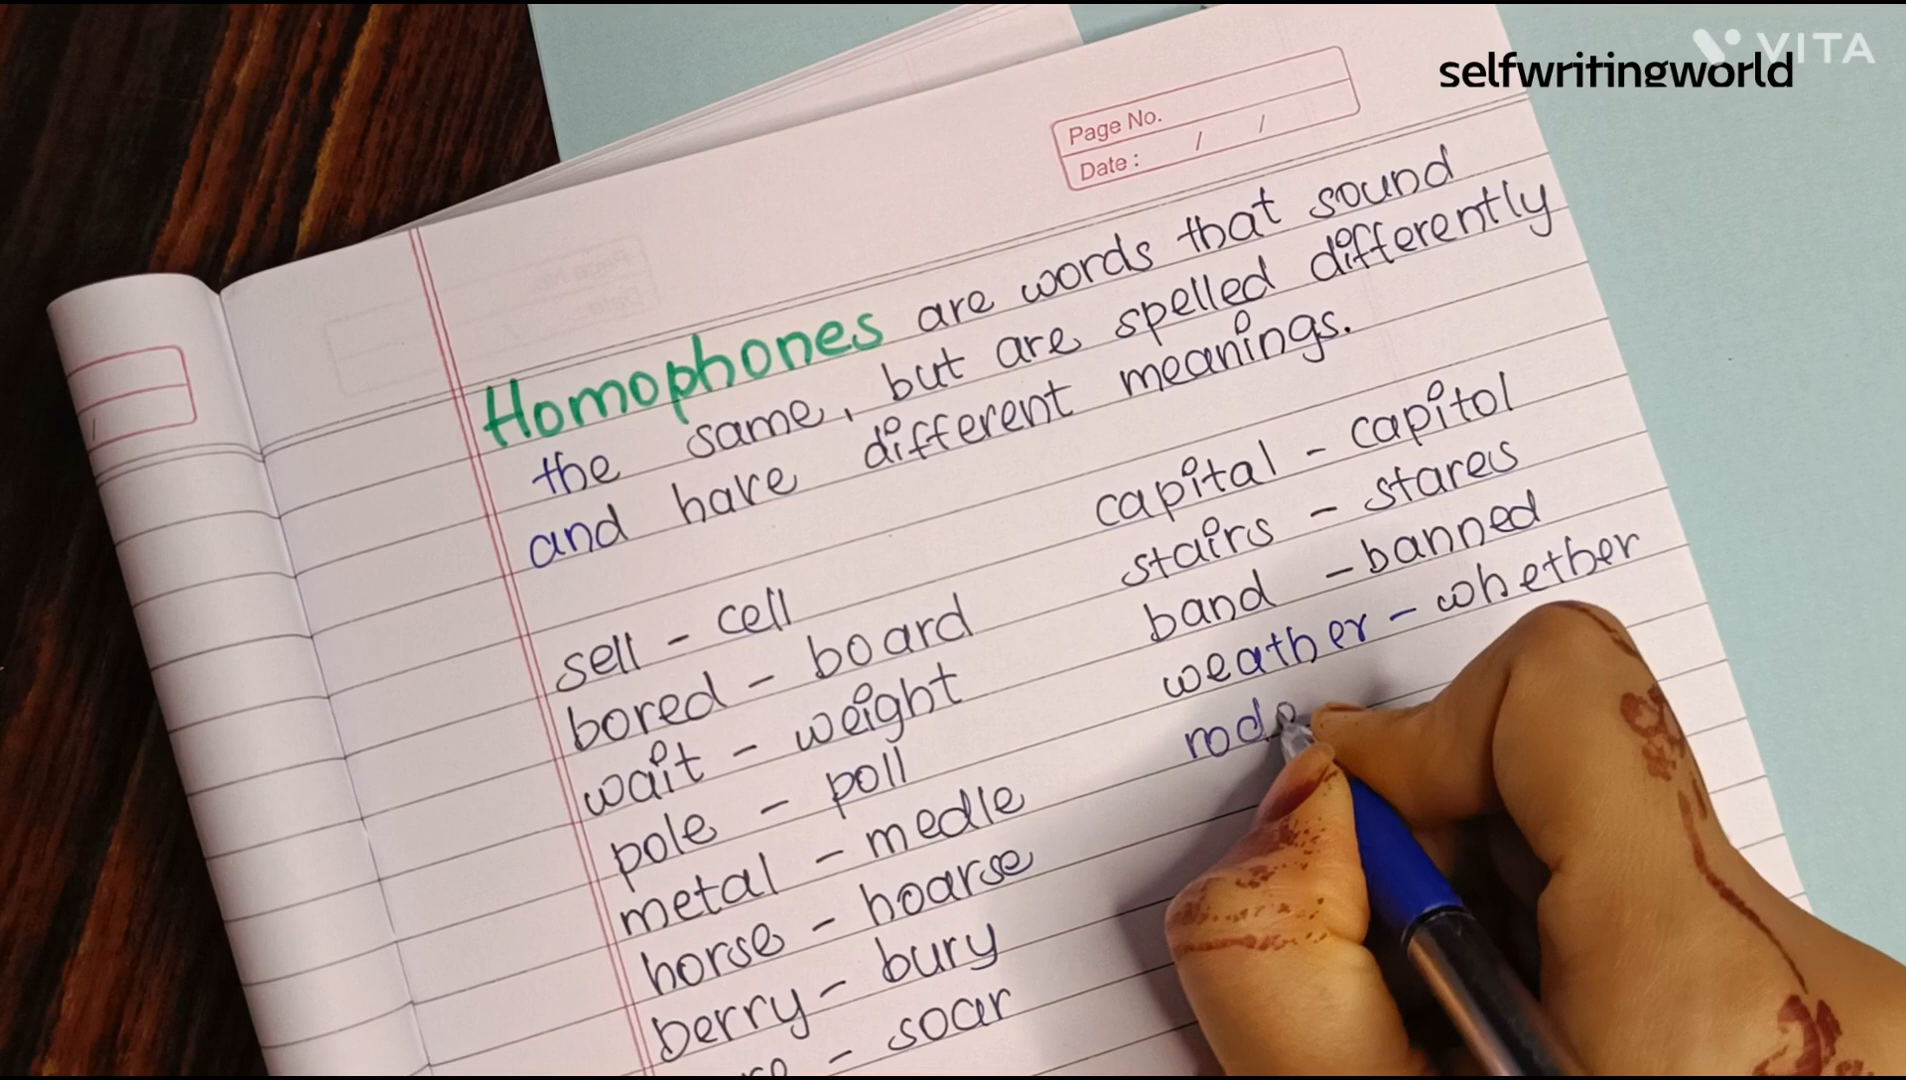 VITA
selfwritingworld
Page No.
Date : / /
Homophones are words that sound
the same, but are spelled differently
and have different meanings.
sell - cell
bored - board
wait - weight
pole - poll
metal - medle
horse - hoarse
berry - bury
- soar
capital - capitol
stairs - stares
band - banned
weather - whether
rode